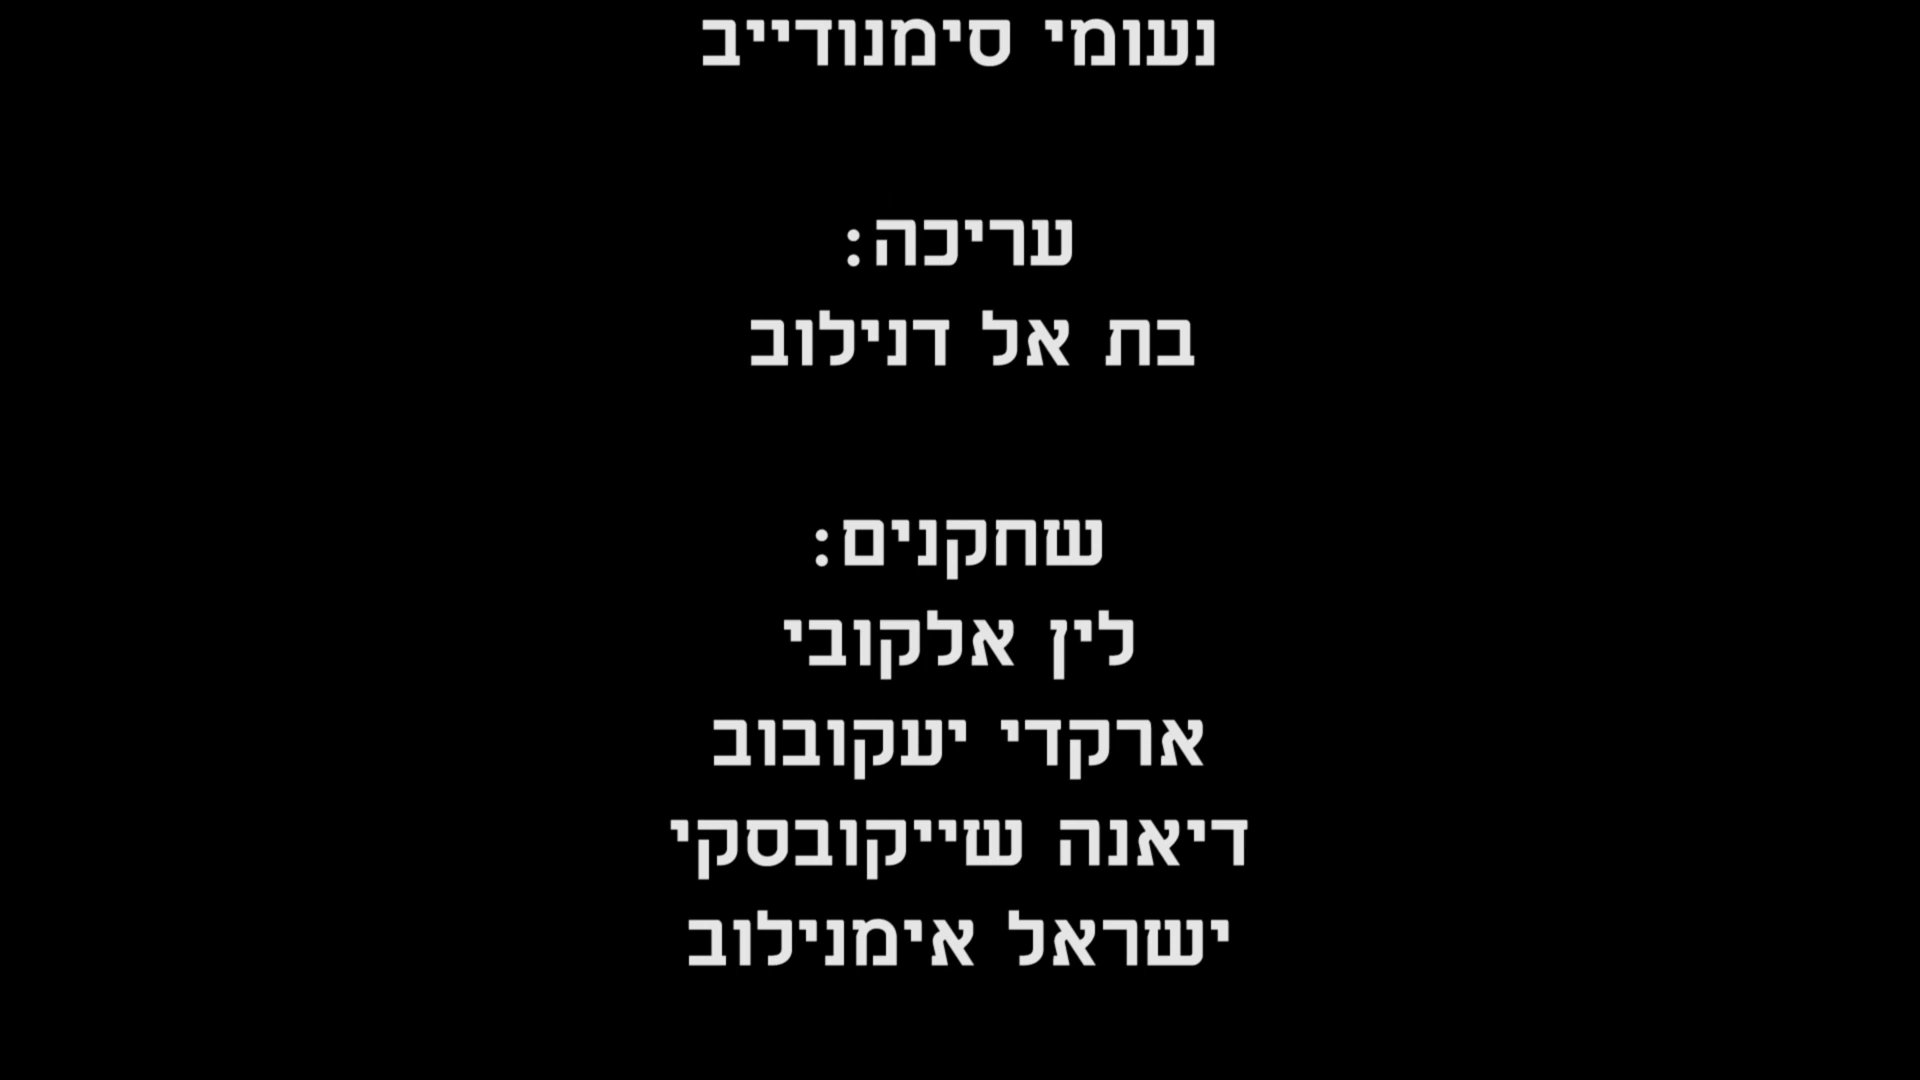 נעומי סימנודייב
עריכה:
בת אל דנילוב
שחקנים:
לין אלקובי
ארקדי יעקובוב
דיאנה שייקובסקי
ישראל אימנילוב